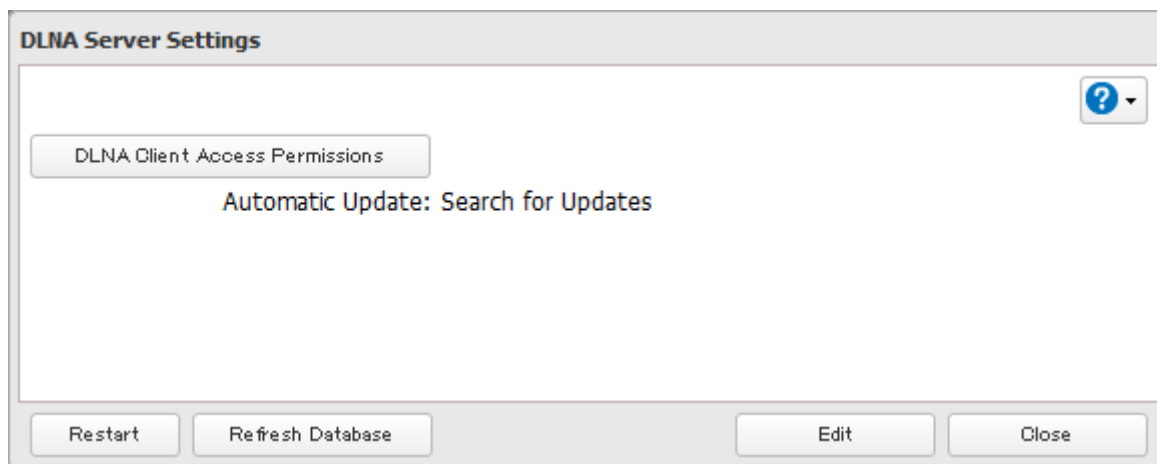 DLNA Server Settings
?
DLNA Client Access Permissions
Automatic Update: Search for Updates
Restart Refresh Database Edit Close